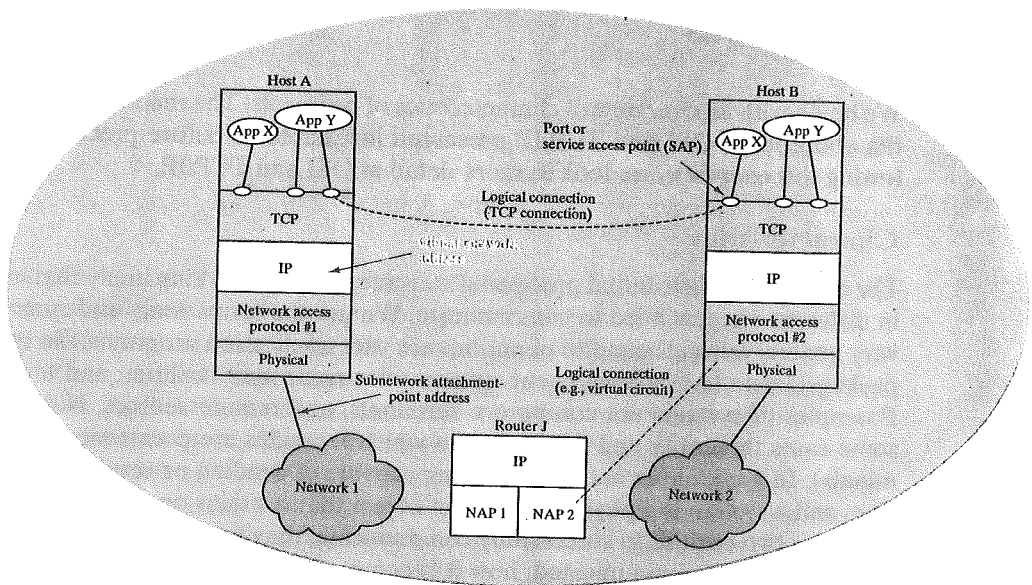 Host A
App X
App Y
TCP
IP
Network access
protocol #1
Physical
Host B
App X
App Y
Port or
service access point (SAP)
Logical connection
(TCP connection)
TCP
IP
Network access
protocol #2
Physical
Subnetwork attachment-
point address
Logical connection
(e.g., virtual circuit)
Router J
IP
NAP 1
NAP 2
Network 1
Network 2